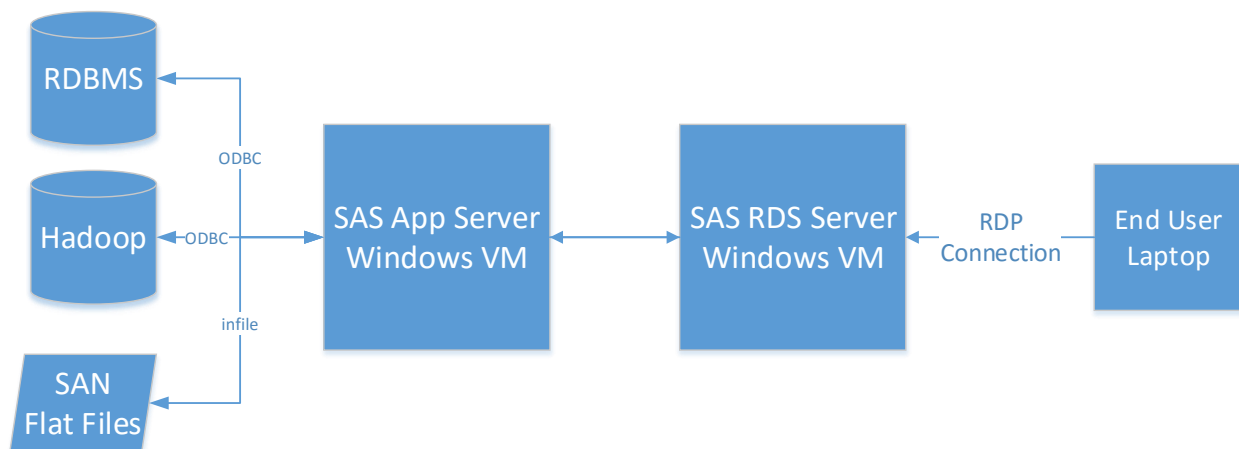 RDBMS
ODBC
Hadoop
ODBC
infile
SAN
Flat Files
SAS App Server
Windows VM
SAS RDS Server
Windows VM
RDP
Connection
End User
Laptop